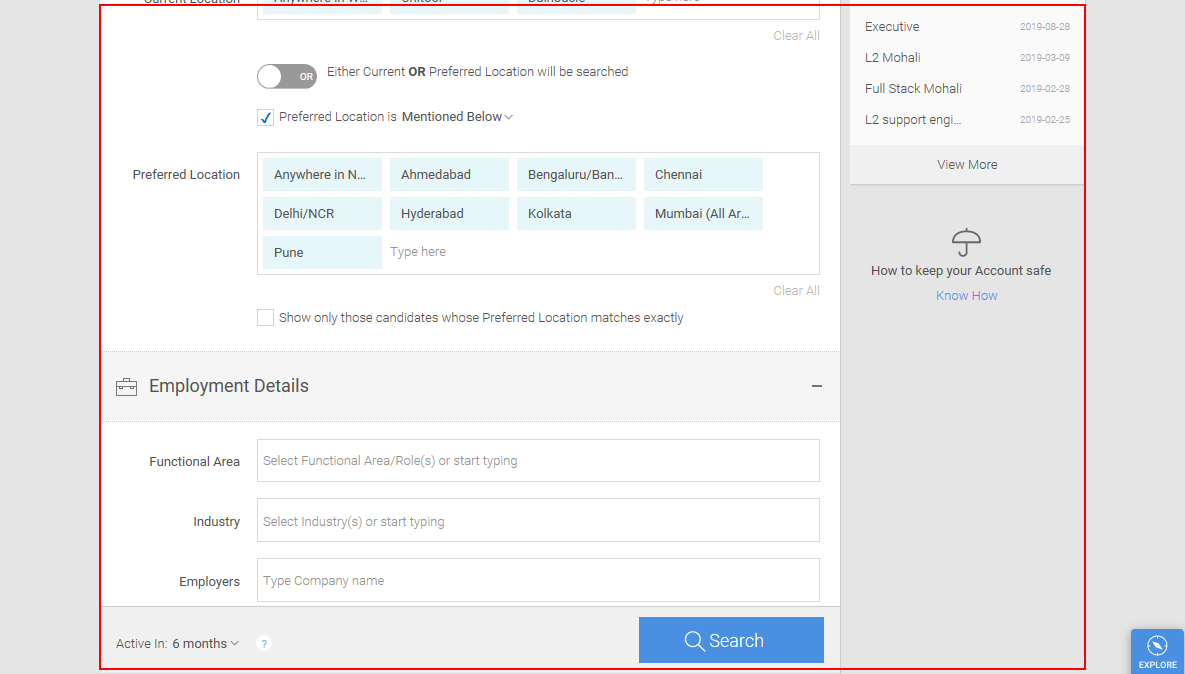 Clear All
OR Either Current OR Preferred Location will be searched
Preferred Location is Mentioned Below
Preferred Location
Anywhere in N... Ahmedabad Bengaluru/Ban... Chennai
Delhi/NCR Hyderabad Kolkata Mumbai (All Ar...
Pune Type here
Clear All
Show only those candidates whose Preferred Location matches exactly
Employment Details
Functional Area Select Functional Area/Role(s) or start typing
Industry Select Industry(s) or start typing
Employers Type Company name
Active In: 6 months ? Search
Executive 2019-08-28
L2 Mohali 2019-03-09
Full Stack Mohali 2019-02-28
L2 support engi... 2019-02-25
View More
How to keep your Account safe
Know How
EXPLORE